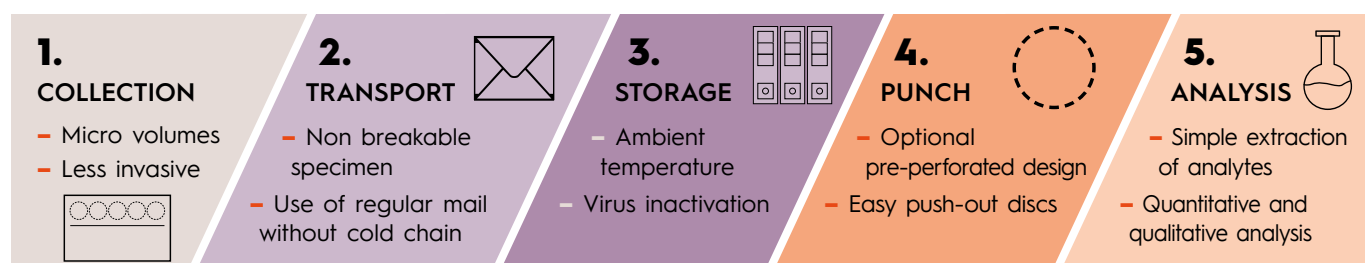 1.
COLLECTION
– Micro volumes
– Less invasive
2.
TRANSPORT
– Non breakable
specimen
– Use of regular mail
without cold chain
3.
STORAGE
– Ambient
temperature
– Virus inactivation
4.
PUNCH
– Optional
pre-perforated design
– Easy push-out discs
5.
ANALYSIS
– Simple extraction
of analytes
– Quantitative and
qualitative analysis